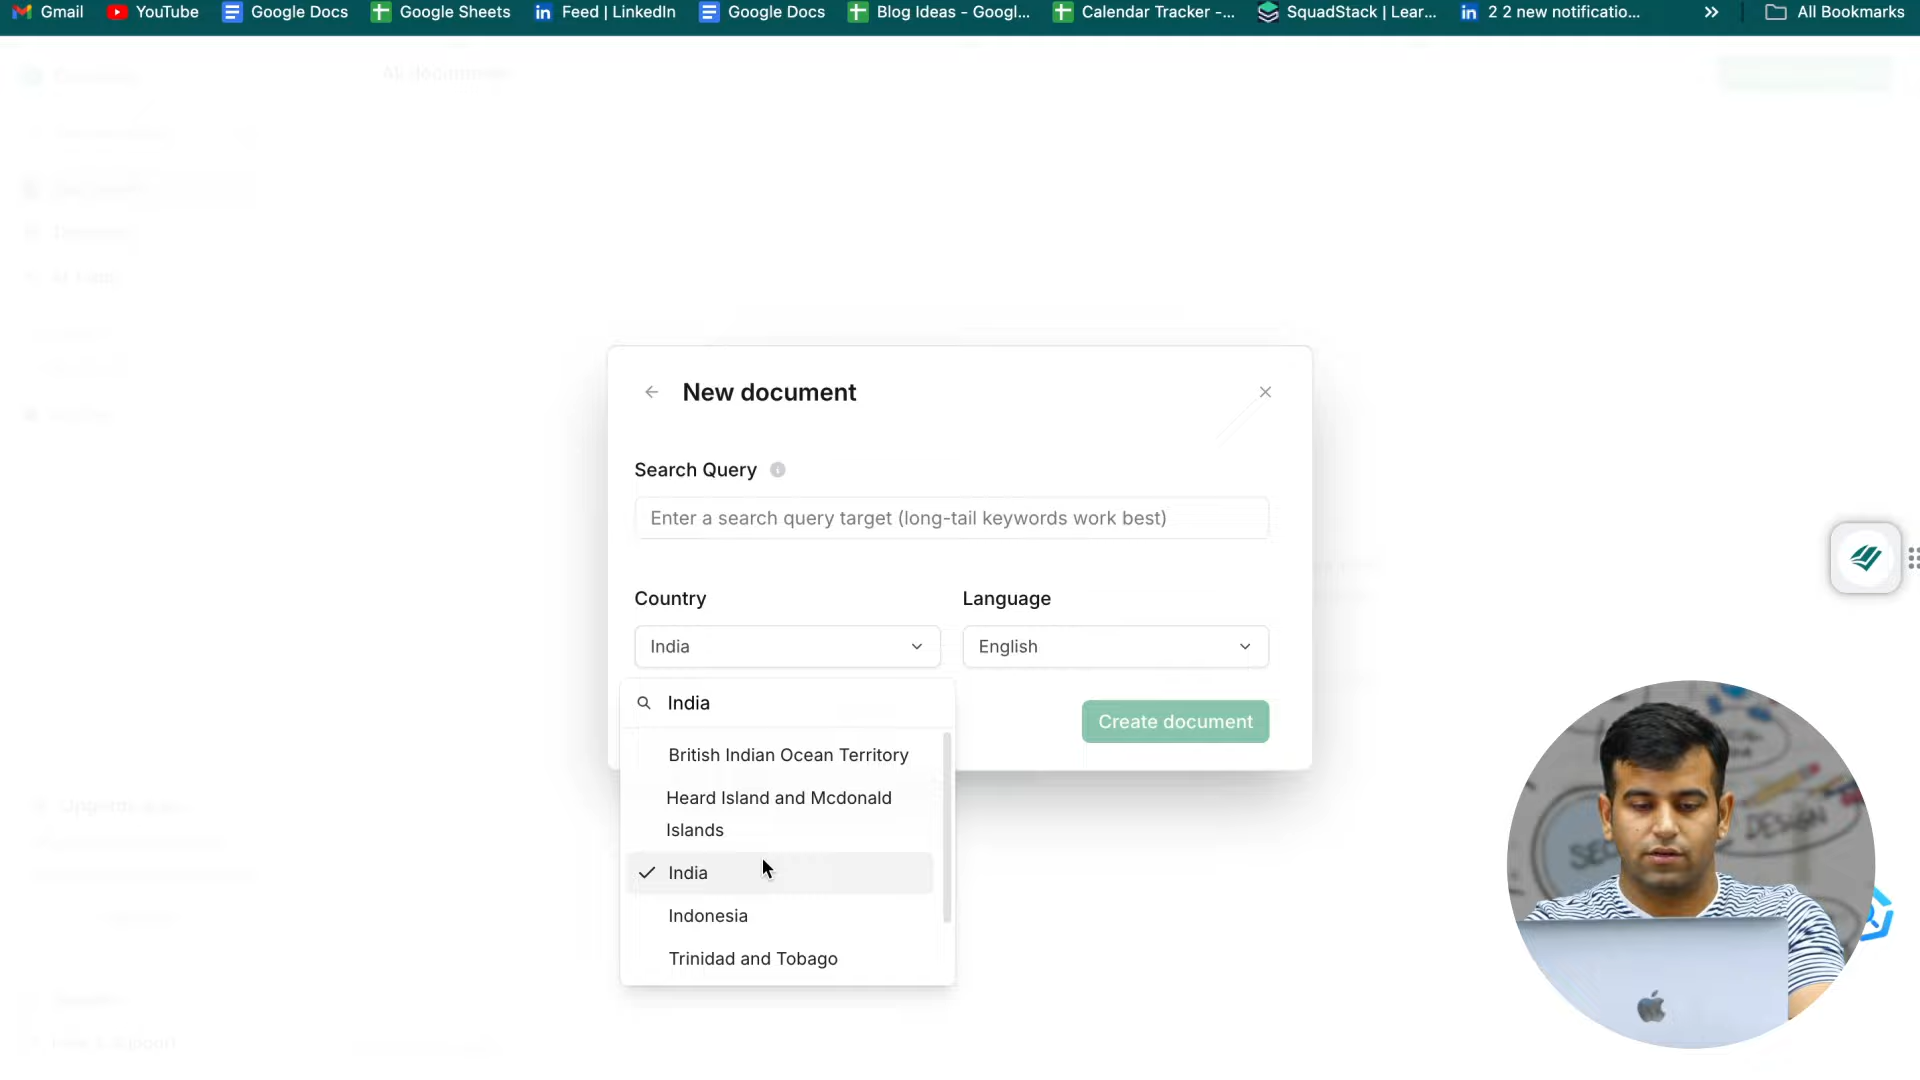 Gmail YouTube Google Docs Google Sheets Feed | LinkedIn Google Docs Blog Ideas - Googl... Calendar Tracker -... SquadStack | Lear... 2 2 new notificatio... All Bookmarks
New document
Search Query
Enter a search query target (long-tail keywords work best)
Country Language
India English
India
Create document
British Indian Ocean Territory
Heard Island and Mcdonald
Islands
India
Indonesia
Trinidad and Tobago
DESIGN